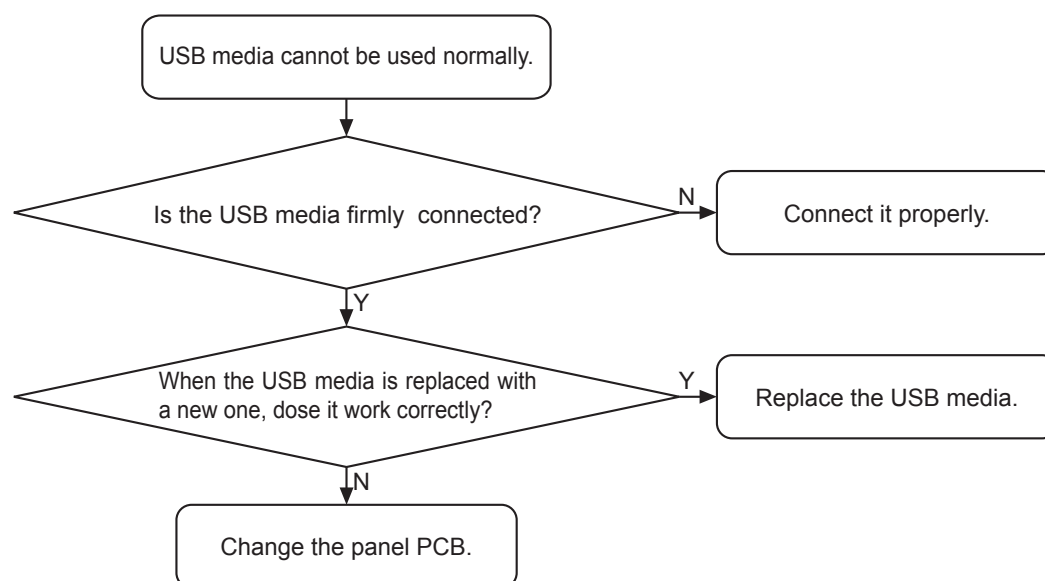 USB media cannot be used normally.
Is the USB media firmly connected?
N
Connect it properly.
Y
When the USB media is replaced with
a new one, dose it work correctly?
Y
Replace the USB media.
N
Change the panel PCB.